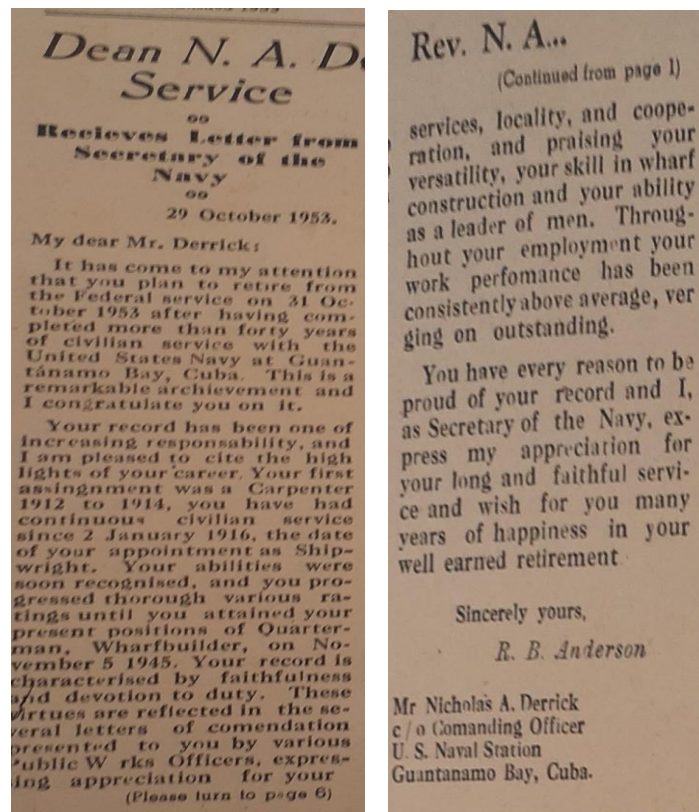 Dean N. A. D
Service
Recieves Letter from
Secretary of the
Navy
29 October 1953.
My dear Mr. Derrick:
It has come to my attention
that you plan to retire from
the Federal service on 31 Oc-
tober 1953 after having com-
pleted more than forty years
of civilian service with the
United States Navy at Guan-
tánamo Bay, Cuba. This is a
remarkable archievement and
I congratulate you on it.
Your record has been one of
increasing responsability, and
I am pleased to cite the high
lights of your career. Your first
assingnment was a Carpenter
1912 to 1914, you have had
continuous civilian service
since 2 January 1916, the date
of your appointment as Ship-
wright. Your abilities were
soon recognised, and you pro-
gressed thorough various ra-
tings until you attained your
present positions of Quarter-
man, Wharfbuilder, on No-
vember 5 1945. Your record is
characterised by faithfulness
and devotion to duty. These
virtues are reflected in the se-
veral letters of comendation
presented to you by various
Public W rks Officers, expres-
ing appreciation for your
(Please turn to page 6)
Rev. N. A...
(Continued from page 1)
services, locality, and coope-
ration, and praising your
versatility, your skill in wharf
construction and your ability
as a leader of men. Throug-
hout your employment your
work perfomance has been
consistently above average, ver
ging on outstanding.
You have every reason to be
proud of your record and I,
as Secretary of the Navy, ex-
press my appreciation for
your long and faithful servi-
ce and wish for you many
years of happiness in your
well earned retirement
Sincerely yours,
R. B. Anderson
Mr Nicholas A. Derrick
c/o Comanding Officer
U. S. Naval Station
Guantanamo Bay, Cuba.